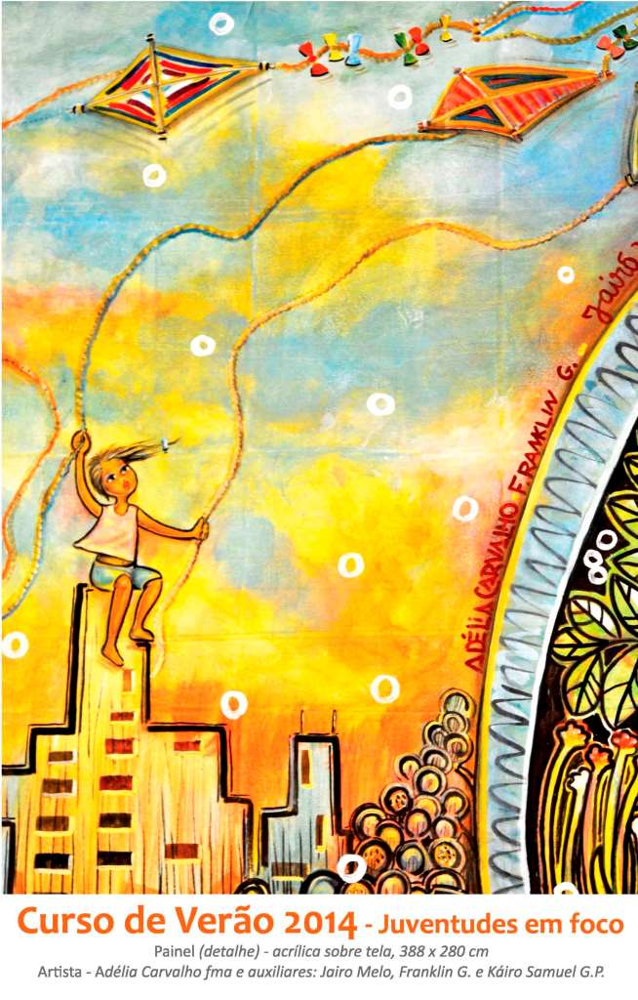 ADÉLIA CARVALHO FRANKLIN G. - Jairo
Curso de Verão 2014 - Juventudes em foco
Painel (detalhe) - acrílica sobre tela, 388 x 280 cm
Artista - Adélia Carvalho fma e auxiliares: Jairo Melo, Franklin G. e Káiro Samuel G.P.